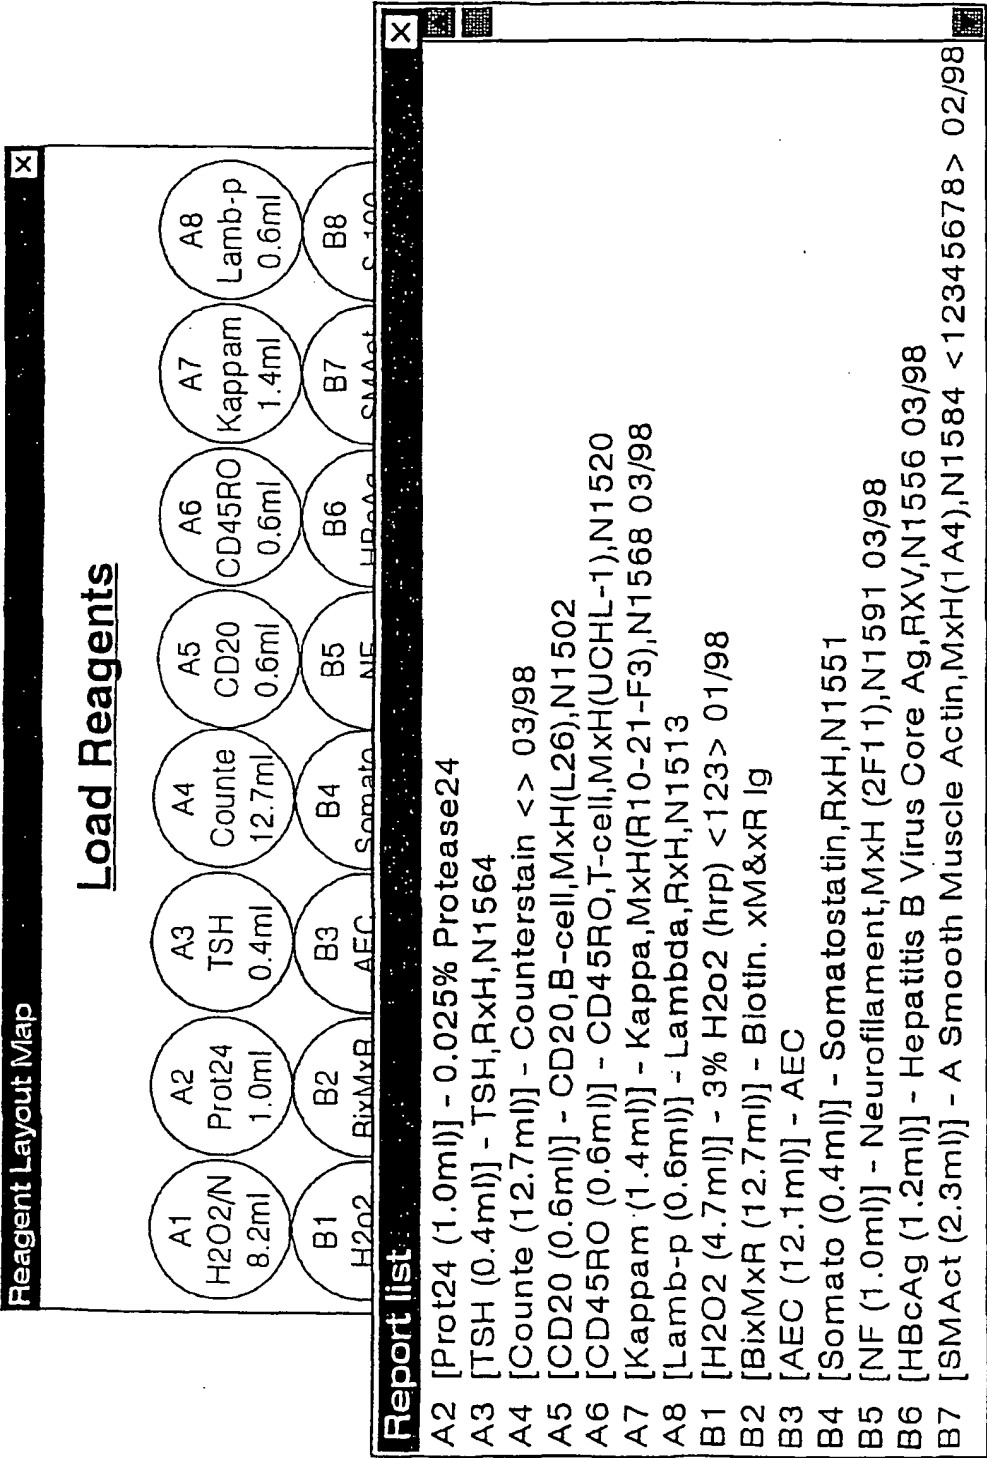 Reagent Layout Map
Load Reagents
A1 H2O2/N 8.2ml
A2 Prot24 1.0ml
A3 TSH 0.4ml
A4 Counte 12.7ml
A5 CD20 0.6ml
A6 CD45RO 0.6ml
A7 Kappam 1.4ml
A8 Lamb-p 0.6ml
B1 H2o2
B2 BixMxR
B3 AEC
B4 Somato
B5 NF
B6 HBcAg
B7 SMAct
B8 S-100
Report list
A2 [Prot24 (1.0ml)] - 0.025% Protease24
A3 [TSH (0.4ml)] - TSH,RxH,N1564
A4 [Counte (12.7ml)] - Counterstain <> 03/98
A5 [CD20 (0.6ml)] - CD20,B-cell,MxH(L26),N1502
A6 [CD45RO (0.6ml)] - CD45RO,T-cell,MxH(UCHL-1),N1520
A7 [Kappam (1.4ml)] - Kappa,MxH(R10-21-F3),N1568 03/98
A8 [Lamb-p (0.6ml)] - Lambda,RxH,N1513
B1 [H2O2 (4.7ml)] - 3% H2o2 (hrp) <123> 01/98
B2 [BixMxR (12.7ml)] - Biotin. xM&xR Ig
B3 [AEC (12.1ml)] - AEC
B4 [Somato (0.4ml)] - Somatostatin,RxH,N1551
B5 [NF (1.0ml)] - Neurofilament,MxH (2F11),N1591 03/98
B6 [HBcAg (1.2ml)] - Hepatitis B Virus Core Ag,RXV,N1556 03/98
B7 [SMAct (2.3ml)] - A Smooth Muscle Actin,MxH(1A4),N1584 <12345678> 02/98